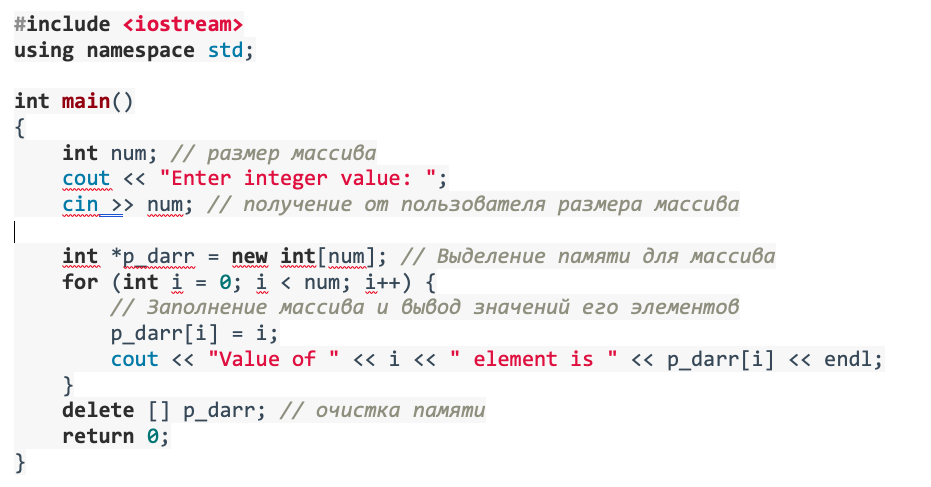 #include <iostream>
using namespace std;
int main()
{
    int num; // размер массива
    cout << "Enter integer value: ";
    cin >> num; // получение от пользователя размера массива
    int *p_darr = new int[num]; // Выделение памяти для массива
    for (int i = 0; i < num; i++) {
        // Заполнение массива и вывод значений его элементов
        p_darr[i] = i;
        cout << "Value of " << i << " element is " << p_darr[i] << endl;
    }
    delete [] p_darr; // очистка памяти
    return 0;
}